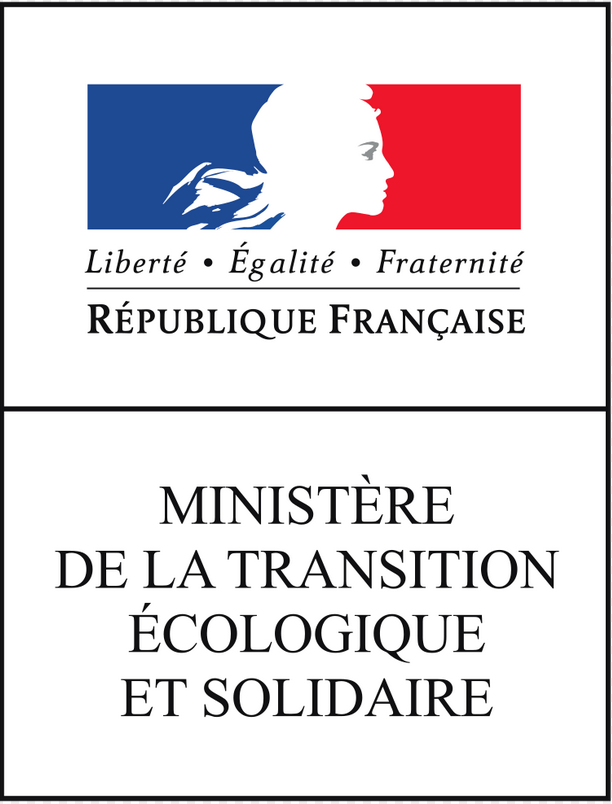 Liberté • Égalité • Fraternité
RÉPUBLIQUE FRANÇAISE
MINISTÈRE
DE LA TRANSITION
ÉCOLOGIQUE
ET SOLIDAIRE